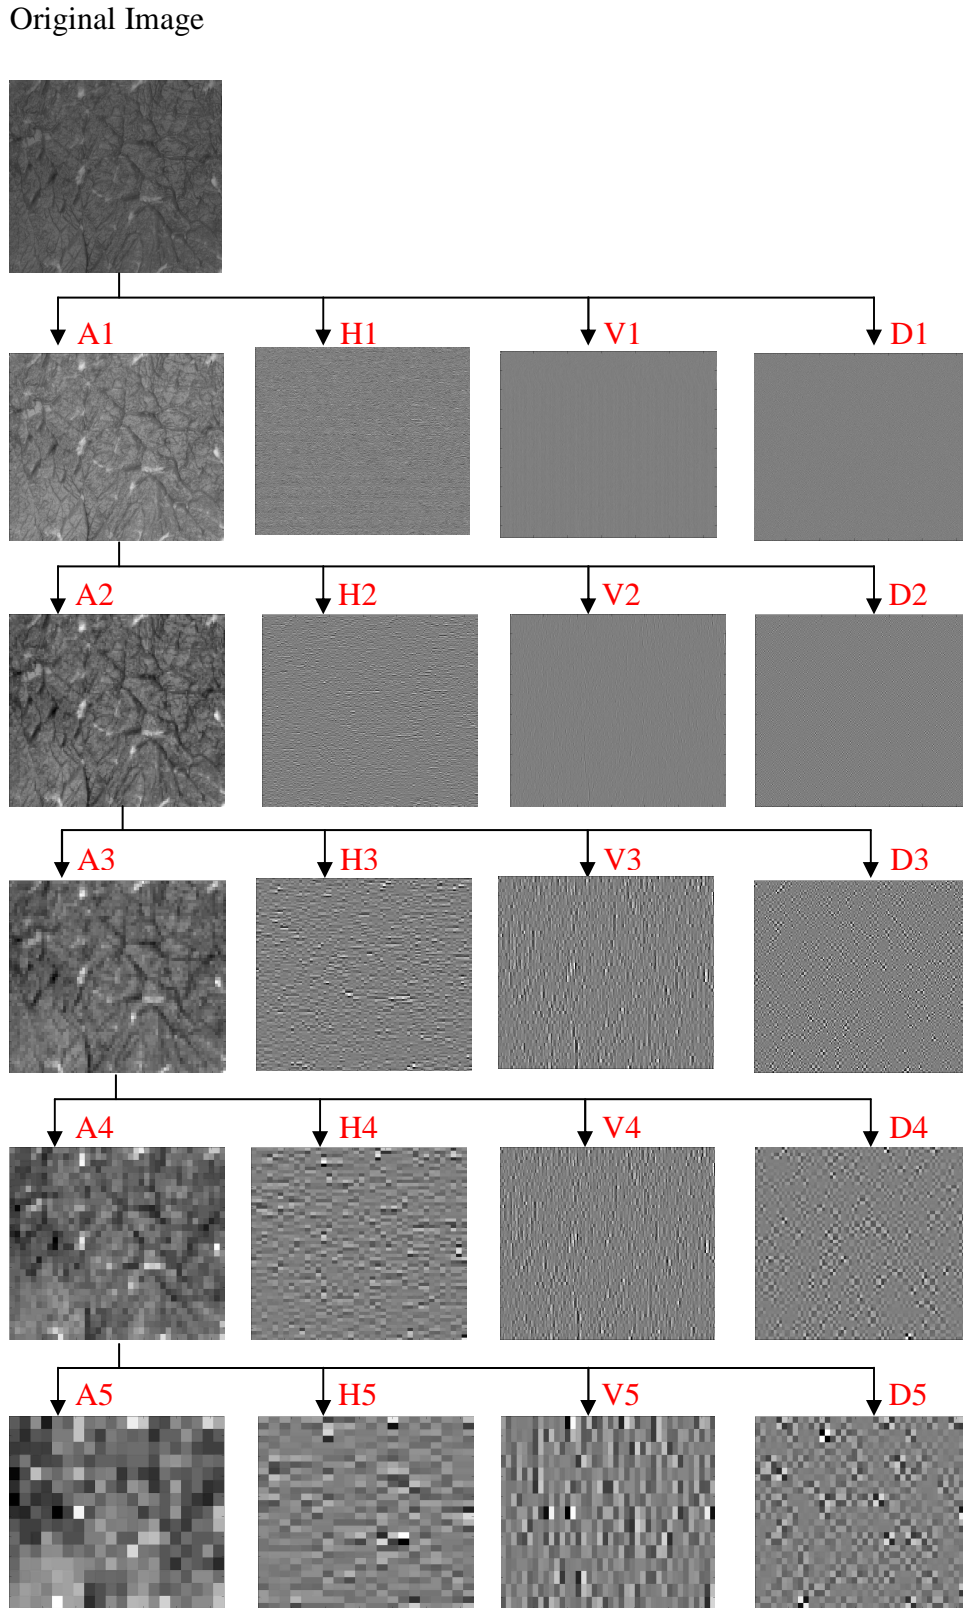 Original Image
A1 H1 V1 D1
A2 H2 V2 D2
A3 H3 V3 D3
A4 H4 V4 D4
A5 H5 V5 D5